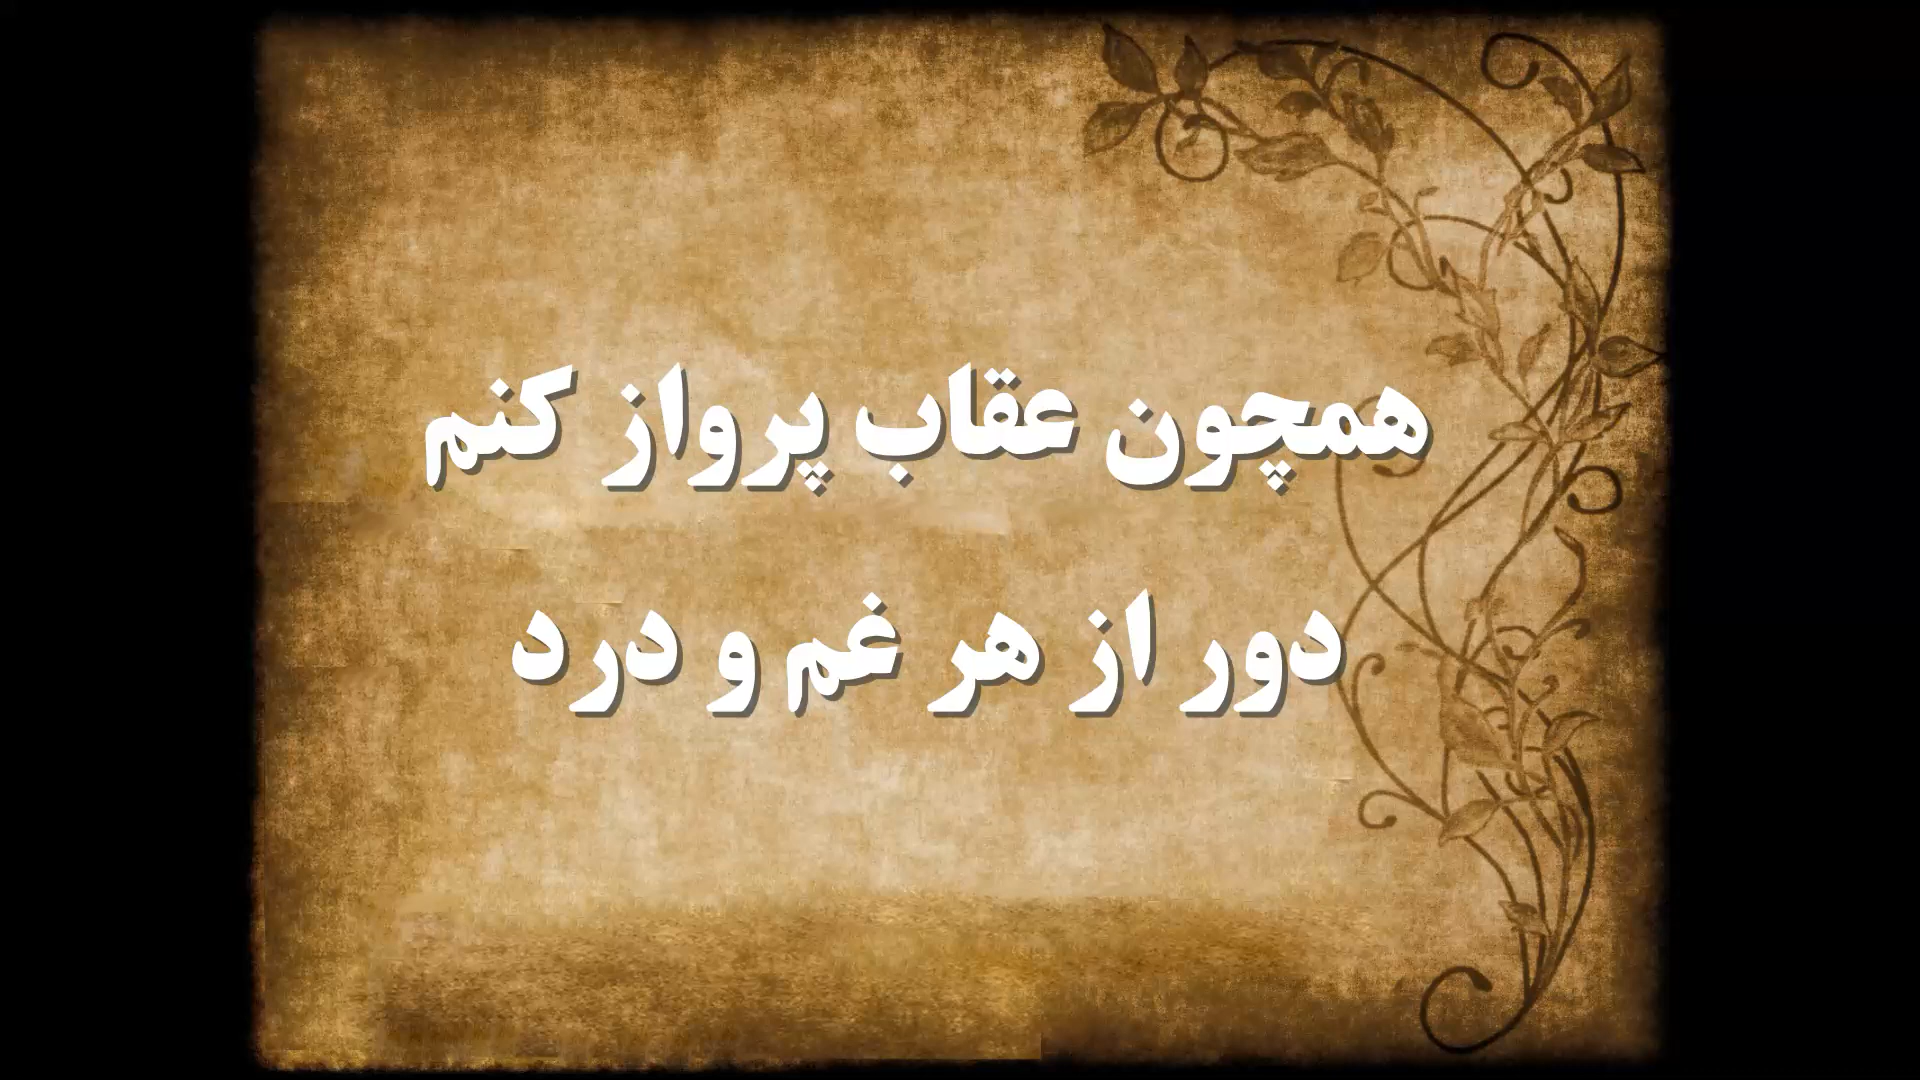 همچون عقاب پرواز کنم
دور از هر غم و درد